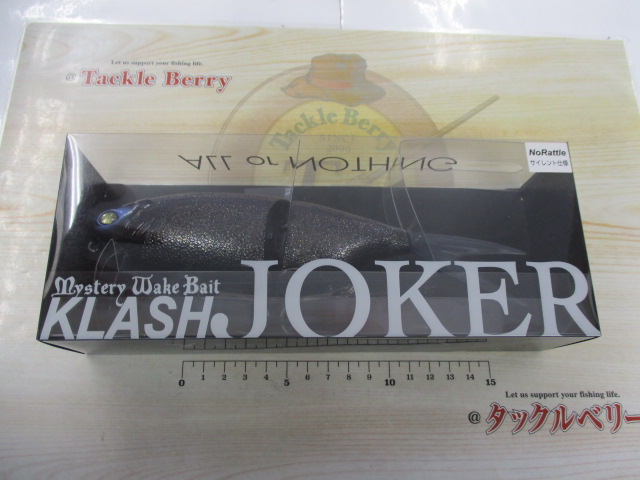 Let us support your fishing life.
@ Tackle Berry
Tackle Berry
ALL or NOTHING
NoRattle
サイレント仕様
Mystery Wake Bait
KLASH JOKER
0 1 2 3 4 5 6 7 8 9 10 11 12 13 14 15
Let us support your fishing life.
@ タックルベリー